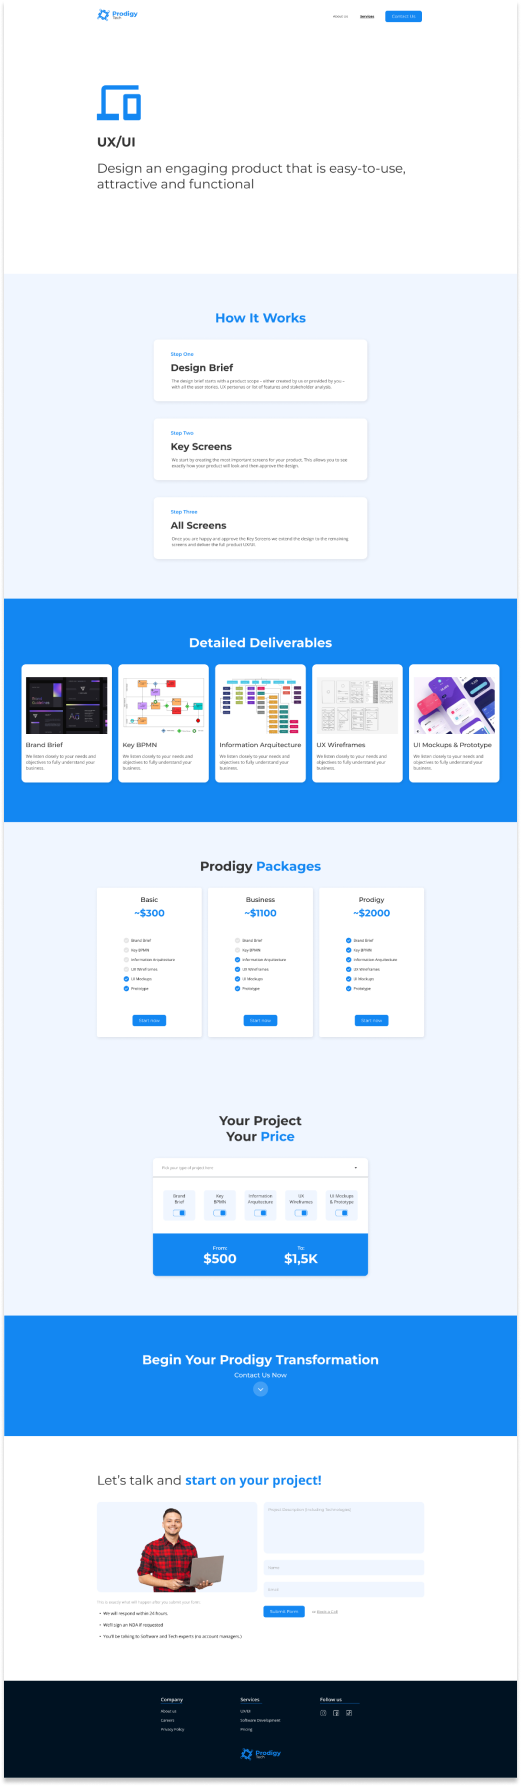 Prodigy
Tech
About us
Services
Contact Us
UX/UI
Design an engaging product that is easy-to-use,
attractive and functional
How It Works
Step One
Design Brief
The design brief starts with a product scope – either created by us or provided by you—
with all the user stories, UX personas or list of features and stakeholder analysis.
Step Two
Key Screens
We start by creating the most important screens for your product. This allows you to see
exactly how your product will look and then approve the design.
Step Three
All Screens
Once you are happy and approve the Key Screens we extend the design to the remaining
screens and deliver the full product UX/UI.
Detailed Deliverables
Brand Brief
We listen closely to your needs and
objectives to fully understand your
business.
Key BPMN
We listen closely to your needs and
objectives to fully understand your
business.
Information Arquitecture
We listen closely to your needs and
objectives to fully understand your
business.
UX Wireframes
We listen closely to your needs and
objectives to fully understand your
business.
UI Mockups & Prototype
We listen closely to your needs and
objectives to fully understand your
business.
Prodigy Packages
Basic
~$300
Brand Brief
Key BPMN
Information Arquitecture
UX Wireframes
UI Mockups
Prototype
Start now
Business
~$1100
Brand Brief
Key BPMN
Information Arquitecture
UX Wireframes
UI Mockups
Prototype
Start now
Prodigy
~$2000
Brand Brief
Key BPMN
Information Arquitecture
UX Wireframes
UI Mockups
Prototype
Start now
Your Project
Your Price
Pick your type of project here
Brand
Brief
Key
BPMN
Information
Arquitecture
UX
Wireframes
UI Mockups
& Prototype
From:
$500
To:
$1,5K
Begin Your Prodigy Transformation
Contact Us Now
Let's talk and start on your project!
This is exactly what will happen after you submit your form
• We will respond within 24 hours
• We'll sign an NDA if requested
• You'll be talking to Software and Tech experts (no account managers.)
Project Description (Including Technologies)
Name
Email
Submit Form
or Book a Call
Company
About us
Careers
Privacy Policy
Services
UX/UI
Software Development
Pricing
Follow us
Prodigy
Tech